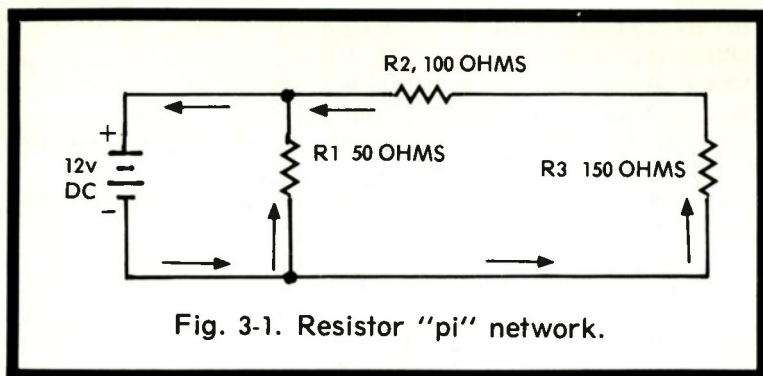 R2, 100 OHMS
+
12v
DC
-
R1 50 OHMS
R3 150 OHMS
Fig. 3-1. Resistor "pi" network.